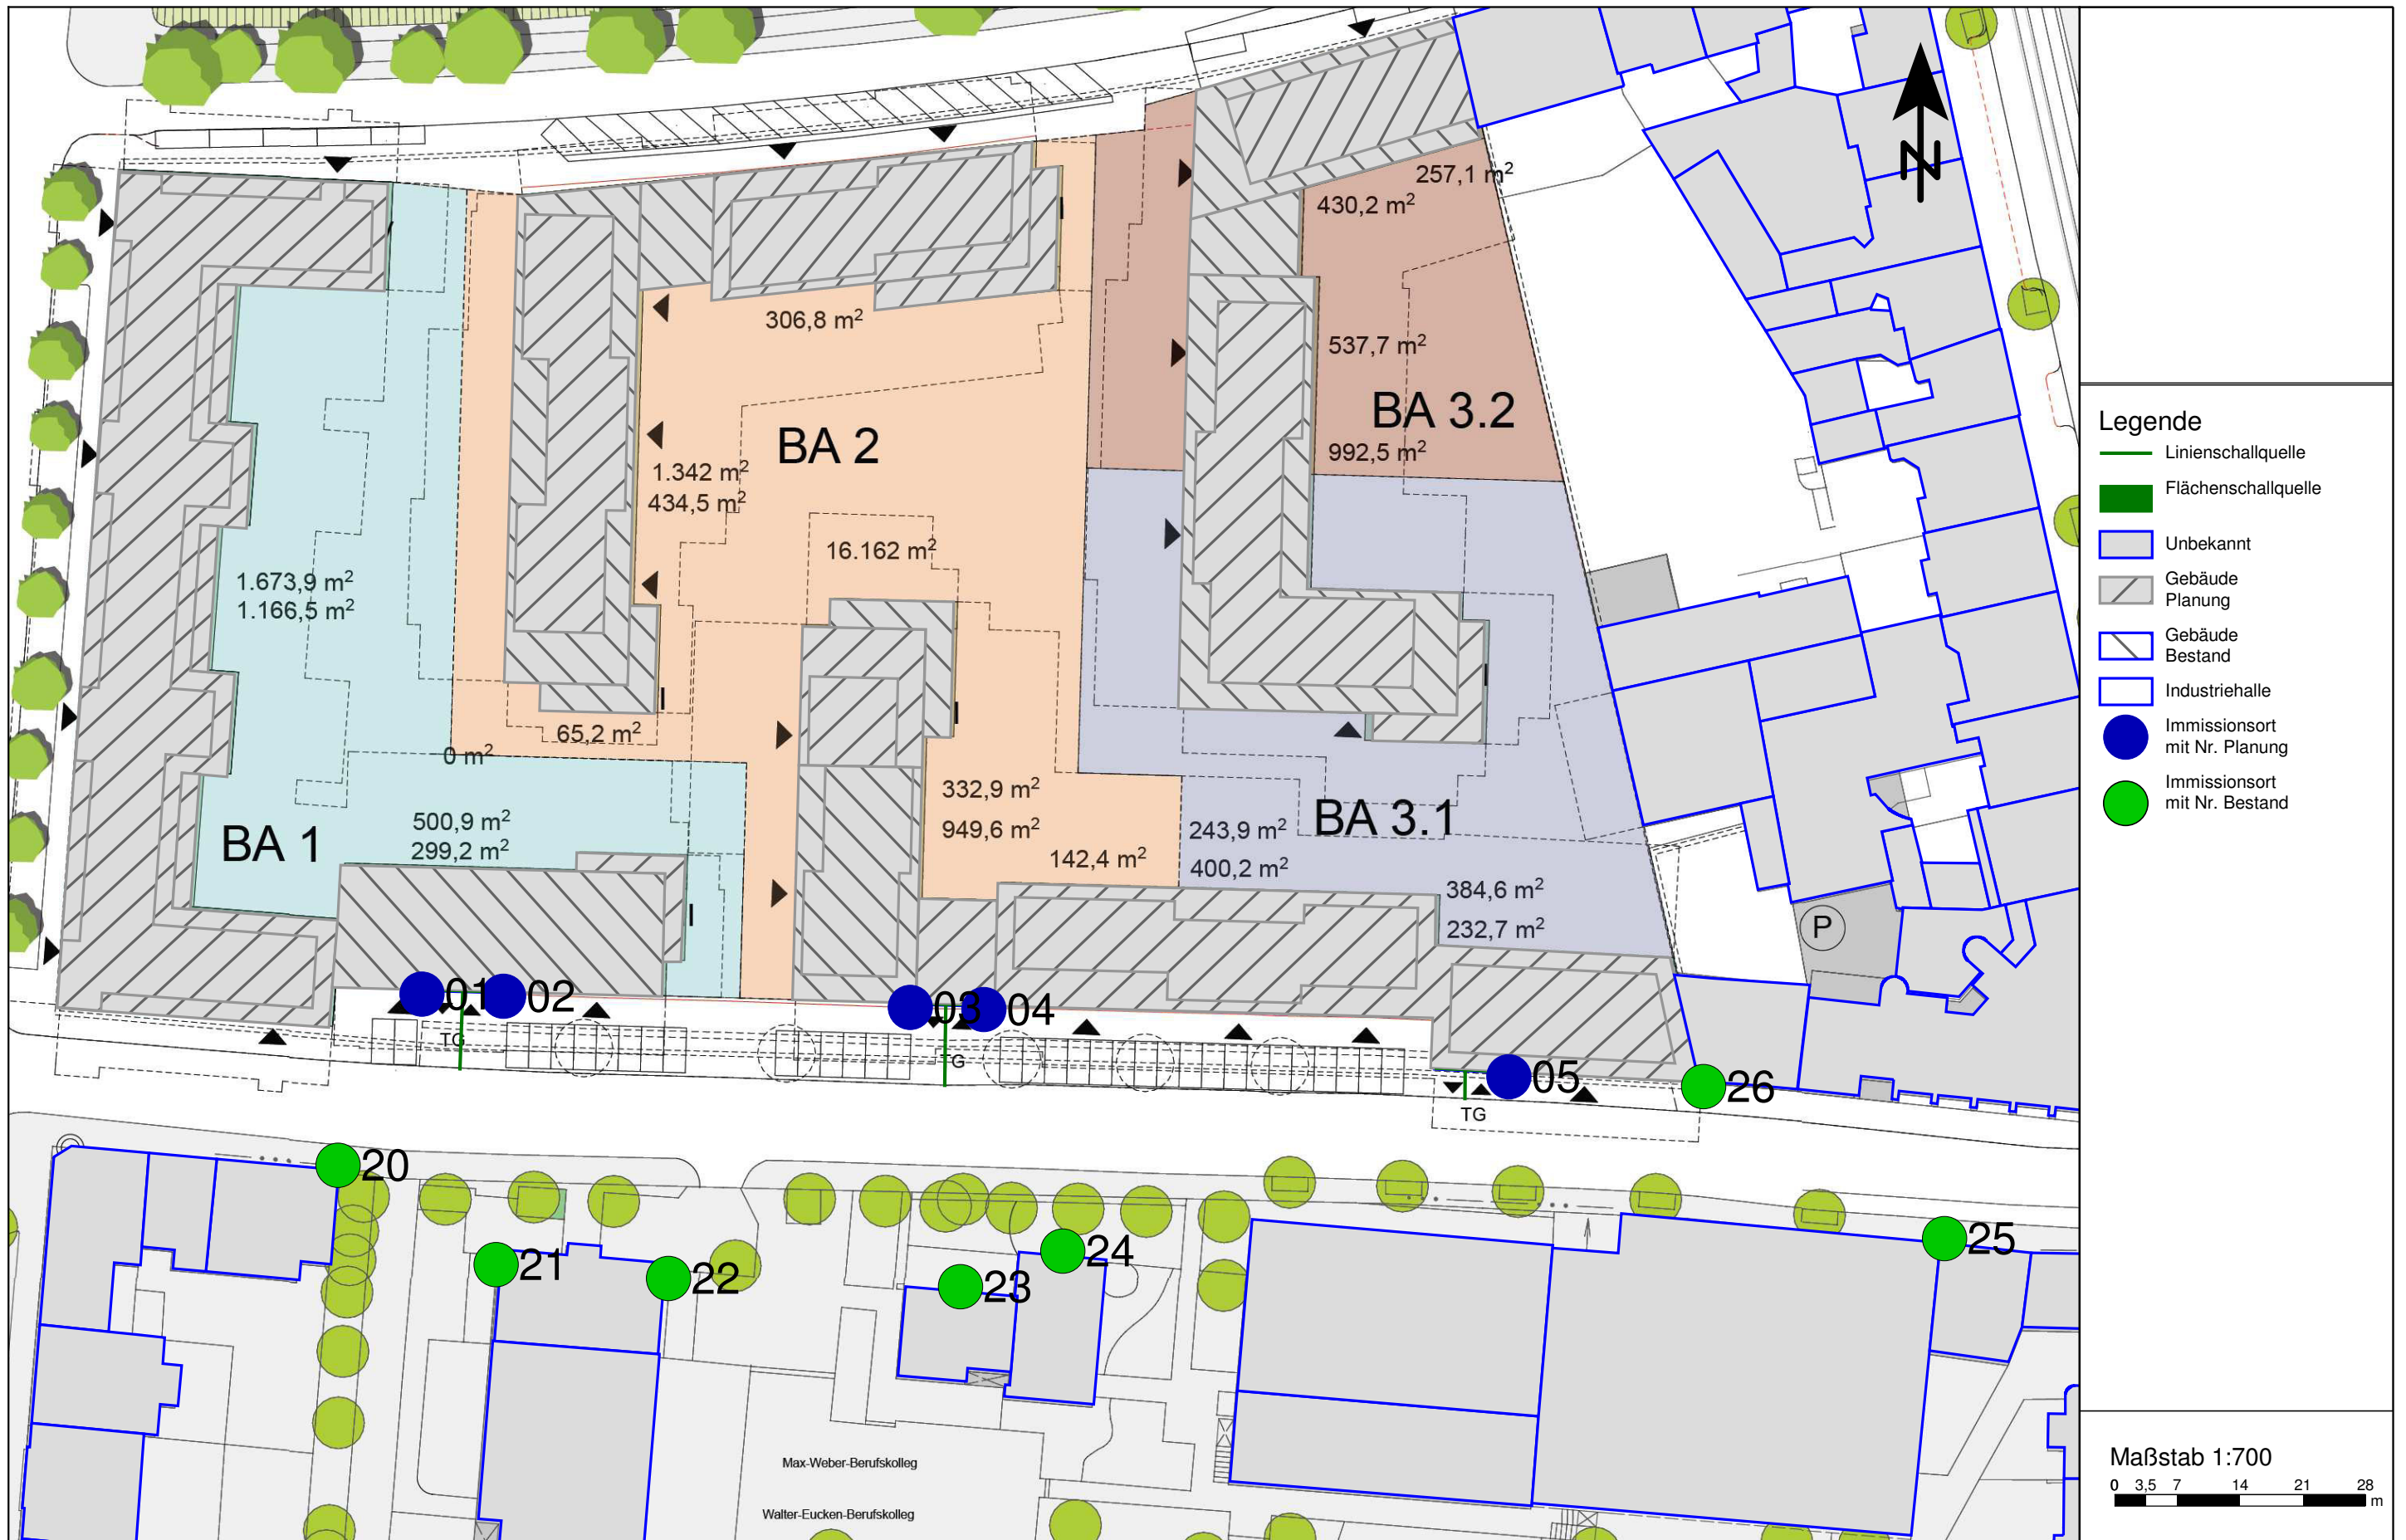 257,1 m²
430,2 m²
306,8 m²
537,7 m²
BA 3.2
BA 2
992,5 m²
1.342 m²
434,5 m²
16.162 m²
1.673,9 m²
1.166,5 m²
65,2 m²
0 m²
332,9 m²
BA 3.1
500,9 m²
949,6 m²
243,9 m²
BA 1
299,2 m²
142,4 m²
400,2 m²
384,6 m²
232,7 m²
P
01
02
03
04
TG
TG
05
26
TG
20
21
22
23
24
25
Max-Weber-Berufskolleg
Walter-Eucken-Berufskolleg
N
Legende
Linienschallquelle
Flächenschallquelle
Unbekannt
Gebäude
Planung
Gebäude
Bestand
Industriehalle
Immissionsort
mit Nr. Planung
Immissionsort
mit Nr. Bestand
Maßstab 1:700
0 3,5 7 14 21 28
m